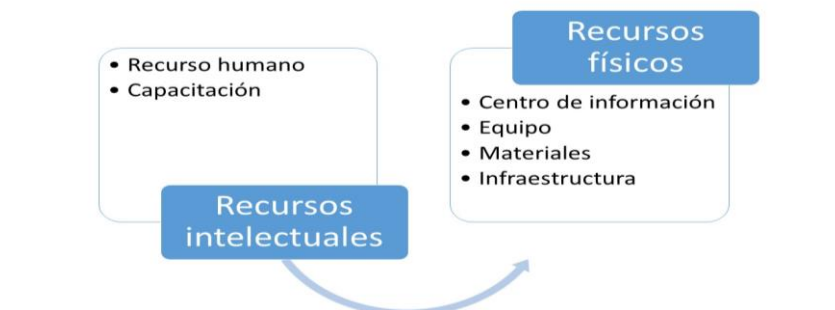 • Recurso humano
• Capacitación
Recursos
intelectuales
Recursos
físicos
• Centro de información
• Equipo
• Materiales
• Infraestructura